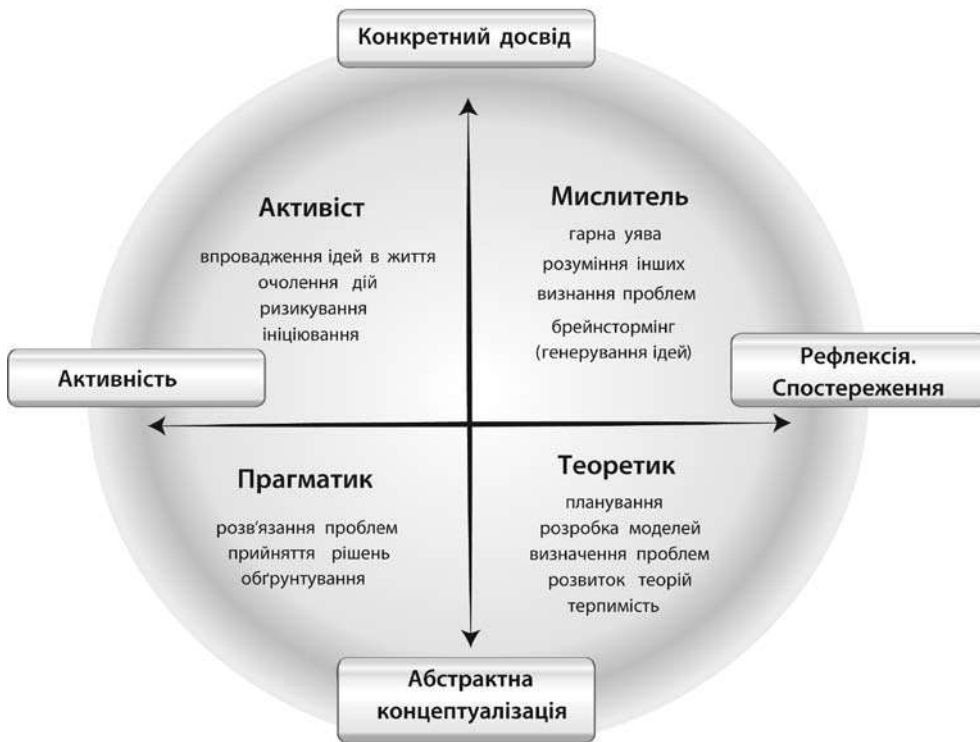 Конкретний досвід
Активіст
впровадження ідей в життя
очолення дій
ризикування
ініціювання
Мислитель
гарна уява
розуміння інших
визнання проблем
брейнстормінг
(генерування ідей)
Активність
Рефлексія.
Спостереження
Прагматик
розв'язання проблем
прийняття рішень
обґрунтування
Теоретик
планування
розробка моделей
визначення проблем
розвиток теорій
терпимість
Абстрактна
концептуалізація